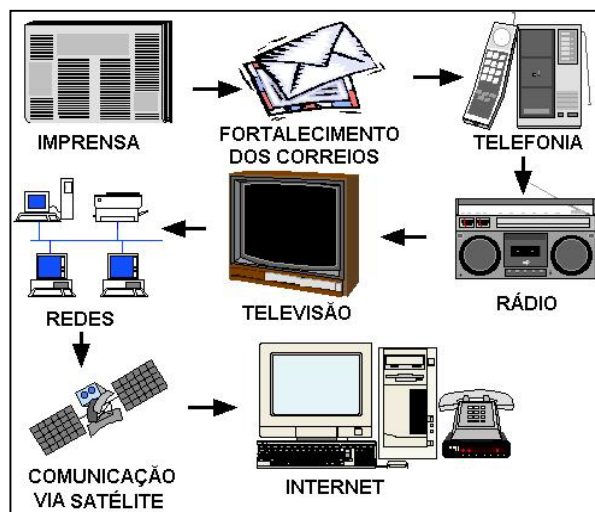 IMPRENSA
FORTALECIMENTO
DOS CORREIOS
TELEFONIA
RÁDIO
TELEVISÃO
REDES
COMUNICAÇÃO
VIA SATÉLITE
INTERNET